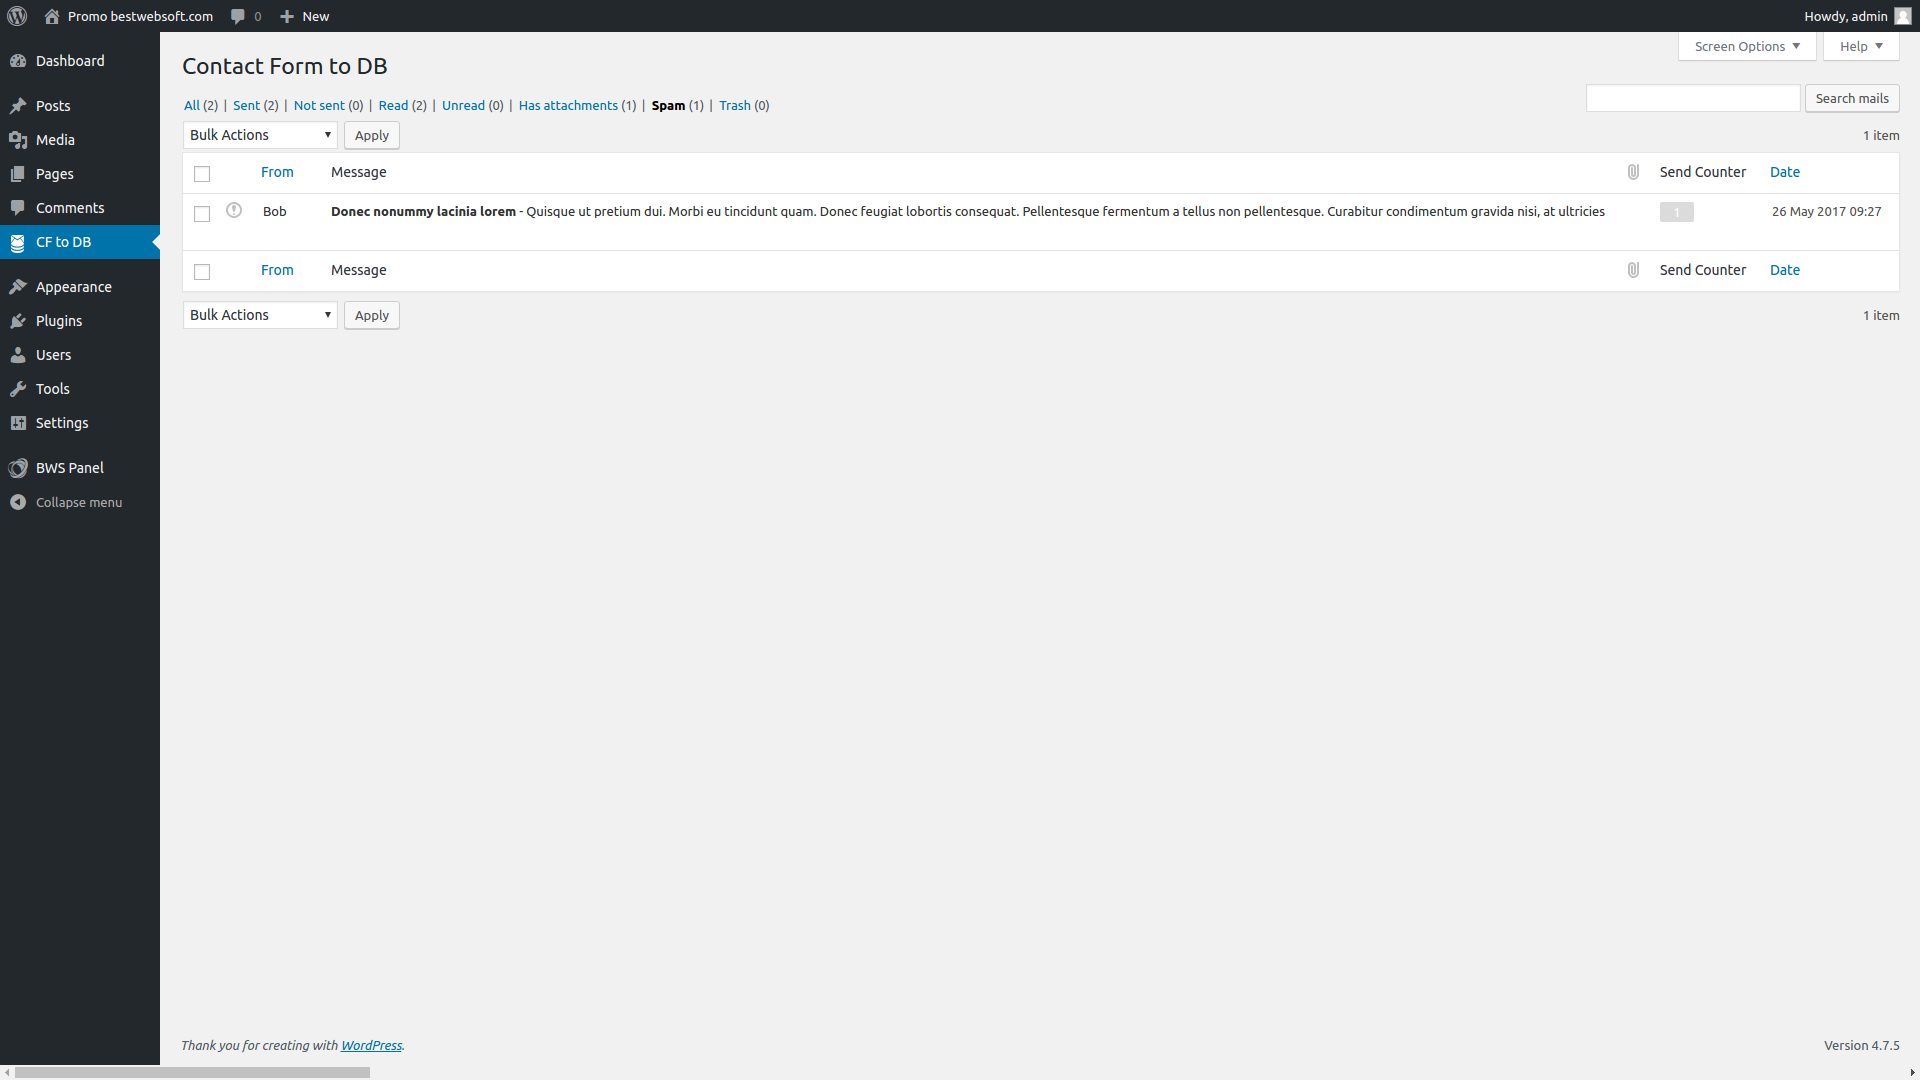 Promo bestwebsoft.com 0 New Howdy, admin
Screen Options Help
Dashboard
Posts
Media
Pages
Comments
CF to DB
Appearance
Plugins
Users
Tools
Settings
BWS Panel
Collapse menu
Contact Form to DB
All (2) | Sent (2) | Not sent (0) | Read (2) | Unread (0) | Has attachments (1) | Spam (1) | Trash (0)
Search mails
Bulk Actions Apply 1 item
From Message Send Counter Date
Bob Donec nonummy lacinia lorem - Quisque ut pretium dui. Morbi eu tincidunt quam. Donec feugiat lobortis consequat. Pellentesque fermentum a tellus non pellentesque. Curabitur condimentum gravida nisi, at ultricies 1 26 May 2017 09:27
From Message Send Counter Date
Bulk Actions Apply 1 item
Thank you for creating with WordPress. Version 4.7.5